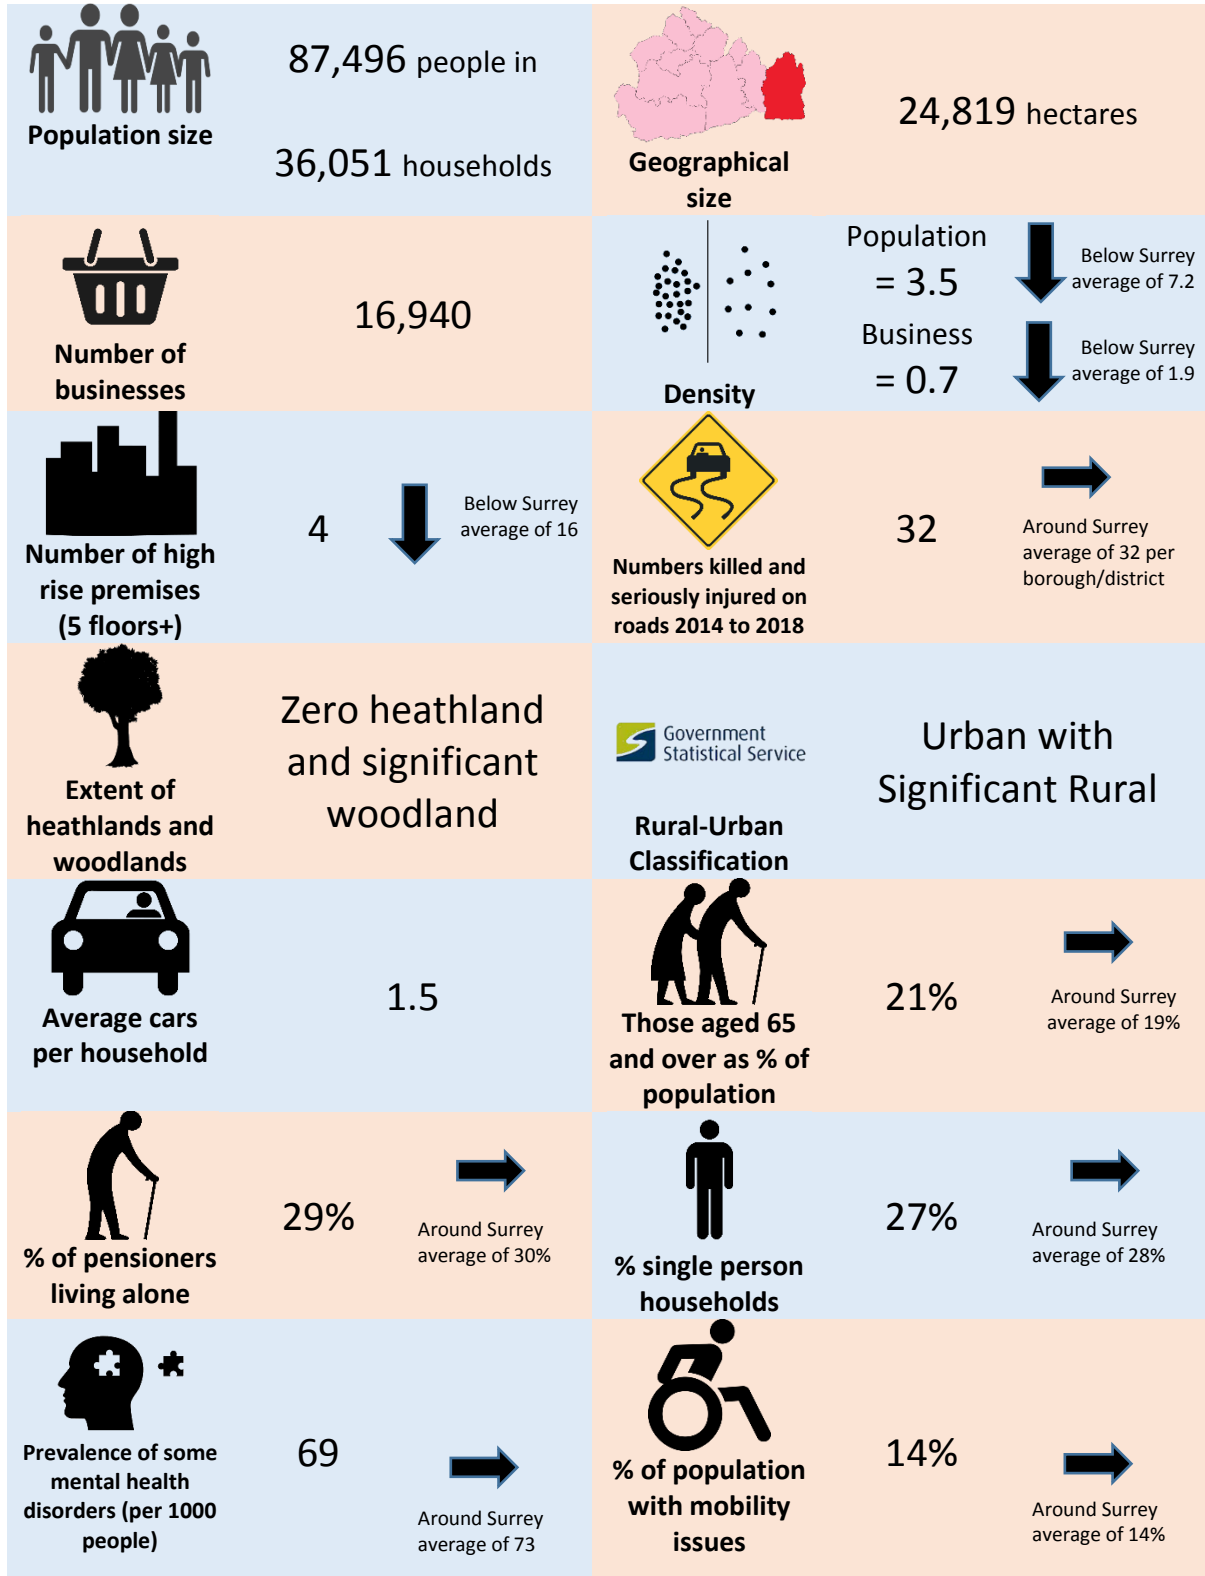 87,496 people in
36,051 households
Population size
24,819 hectares
Geographical
size
16,940
Number of
businesses
Population
= 3.5
Below Surrey
average of 7.2
Business
= 0.7
Below Surrey
average of 1.9
Density
4
Below Surrey
average of 16
Number of high
rise premises
(5 floors+)
32
Around Surrey
average of 32 per
borough/district
Numbers killed and
seriously injured on
roads 2014 to 2018
Zero heathland
and significant
woodland
Extent of
heathlands and
woodlands
Government
Statistical Service
Urban with
Significant Rural
Rural-Urban
Classification
1.5
Average cars
per household
21%
Around Surrey
average of 19%
Those aged 65
and over as % of
population
29%
Around Surrey
average of 30%
% of pensioners
living alone
27%
Around Surrey
average of 28%
% single person
households
69
Around Surrey
average of 73
Prevalence of some
mental health
disorders (per 1000
people)
14%
Around Surrey
average of 14%
% of population
with mobility
issues